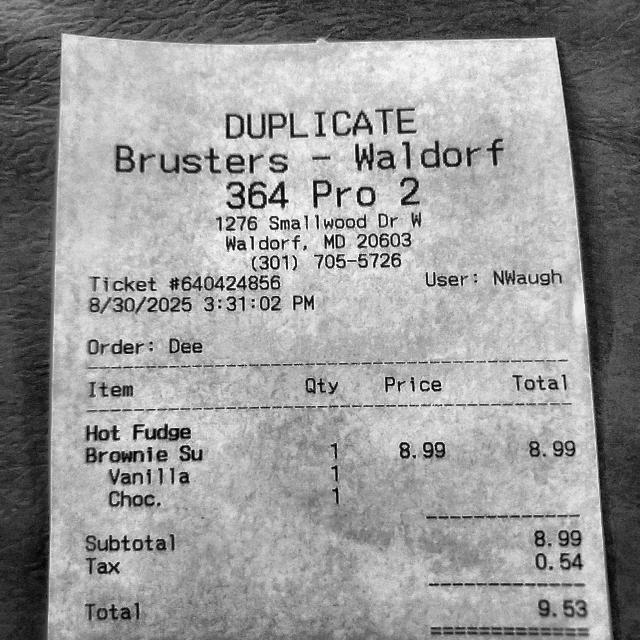 DUPLICATE
Brusters - Waldorf
364 Pro 2
1276 Smallwood Dr W
Waldorf, MD 20603
(301) 705-5726
Ticket #640424856 User: NWaugh
8/30/2025 3:31:02 PM
Order: Dee
Item Qty Price Total
Hot Fudge
Brownie Su 1 8.99 8.99
Vanilla 1
Choc. 1
Subtotal 8.99
Tax 0.54
Total 9.53